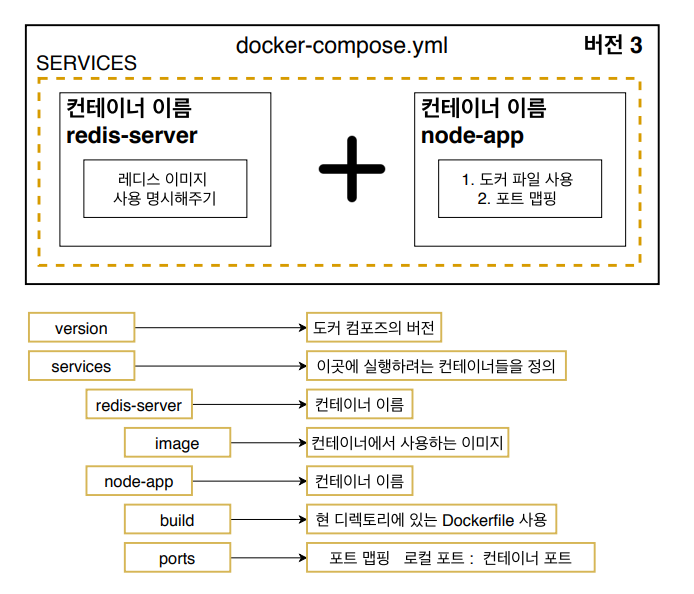 docker-compose.yml
버전 3
SERVICES
컨테이너 이름
redis-server
레디스 이미지
사용 명시해주기
컨테이너 이름
node-app
1. 도커 파일 사용
2. 포트 맵핑
version
도커 컴포즈의 버전
services
이곳에 실행하려는 컨테이너들을 정의
redis-server
컨테이너 이름
image
컨테이너에서 사용하는 이미지
node-app
컨테이너 이름
build
현 디렉토리에 있는 Dockerfile 사용
ports
포트 맵핑 로컬 포트 : 컨테이너 포트